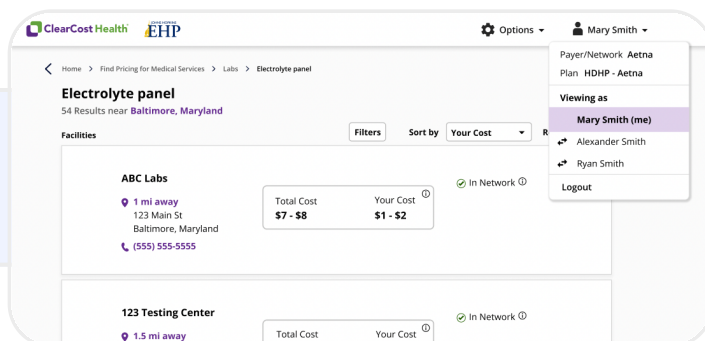 ClearCost Health
JOHNS HOPKINS
EHP
Options
Mary Smith
Home > Find Pricing for Medical Services > Labs > Electrolyte panel
Electrolyte panel
54 Results near Baltimore, Maryland
Facilities
Filters
Sort by
Your Cost
R
Payer/Network Aetna
Plan HDHP - Aetna
Viewing as
Mary Smith (me)
Alexander Smith
Ryan Smith
Logout
ABC Labs
1 mi away
123 Main St
Baltimore, Maryland
(555) 555-5555
Total Cost
$7 - $8
Your Cost
$1 - $2
In Network
123 Testing Center
1.5 mi away
Total Cost
Your Cost
In Network